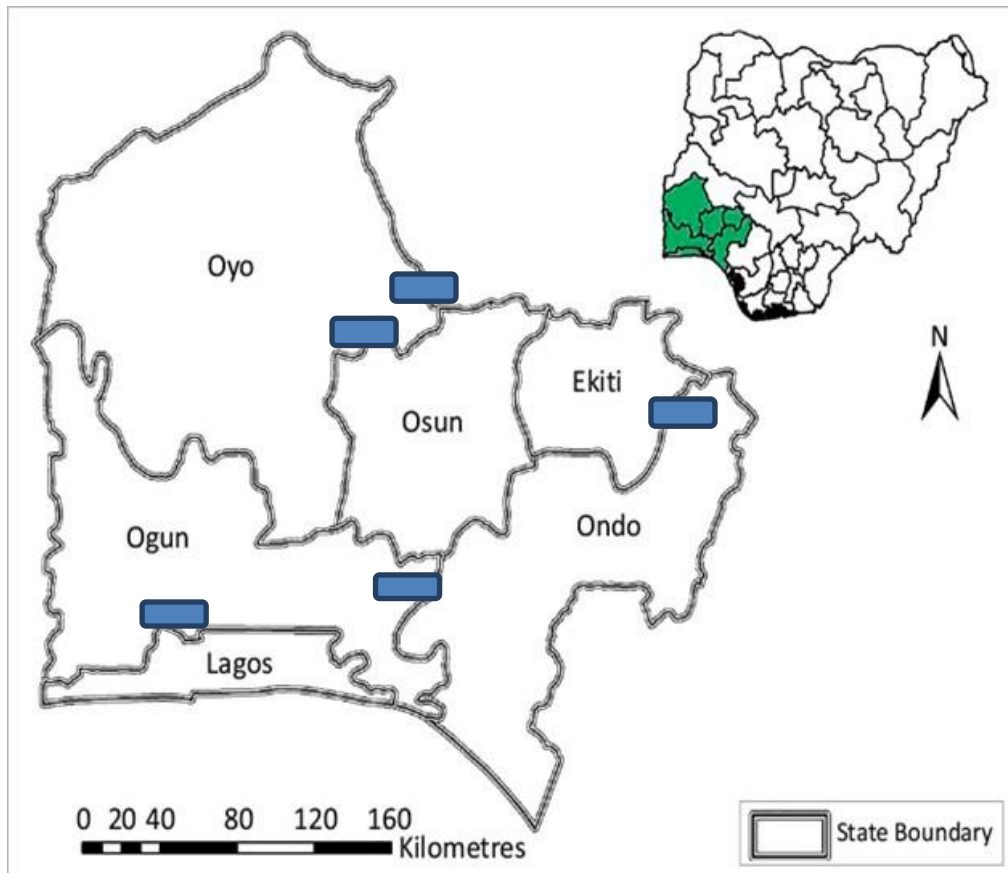 N
Oyo
Ekiti
Osun
Ondo
Ogun
Lagos
0 20 40 80 120 160
Kilometres
State Boundary